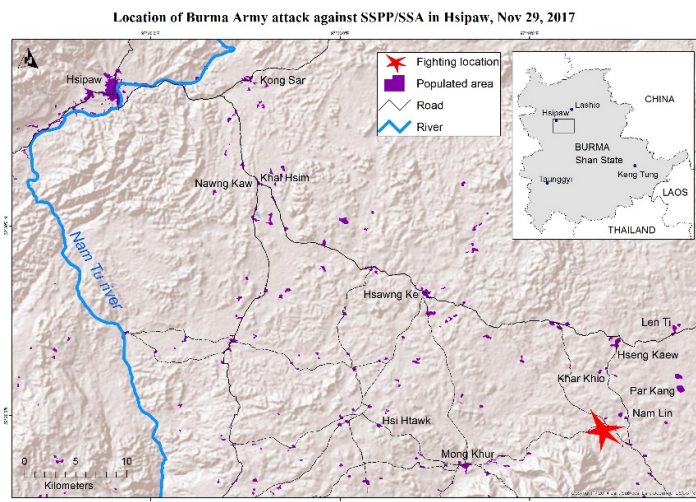 Location of Burma Army attack against SSPP/SSA in Hsipaw, Nov 29, 2017
N
Fighting location
Populated area
Road
River
Hsipaw
Kong Sar
Nawng Kaw
Khai Hsim
Nam Tu river
Hsawng Ke
Len Ti
Hseng Kaew
Khar Khio
Par Kang
Nam Lin
Hsi Htawk
Mong Khur
0 5 10
Kilometers
Lashio
Hsipaw
CHINA
BURMA
Shan State
Taunggyi
Keng Tung
LAOS
THAILAND